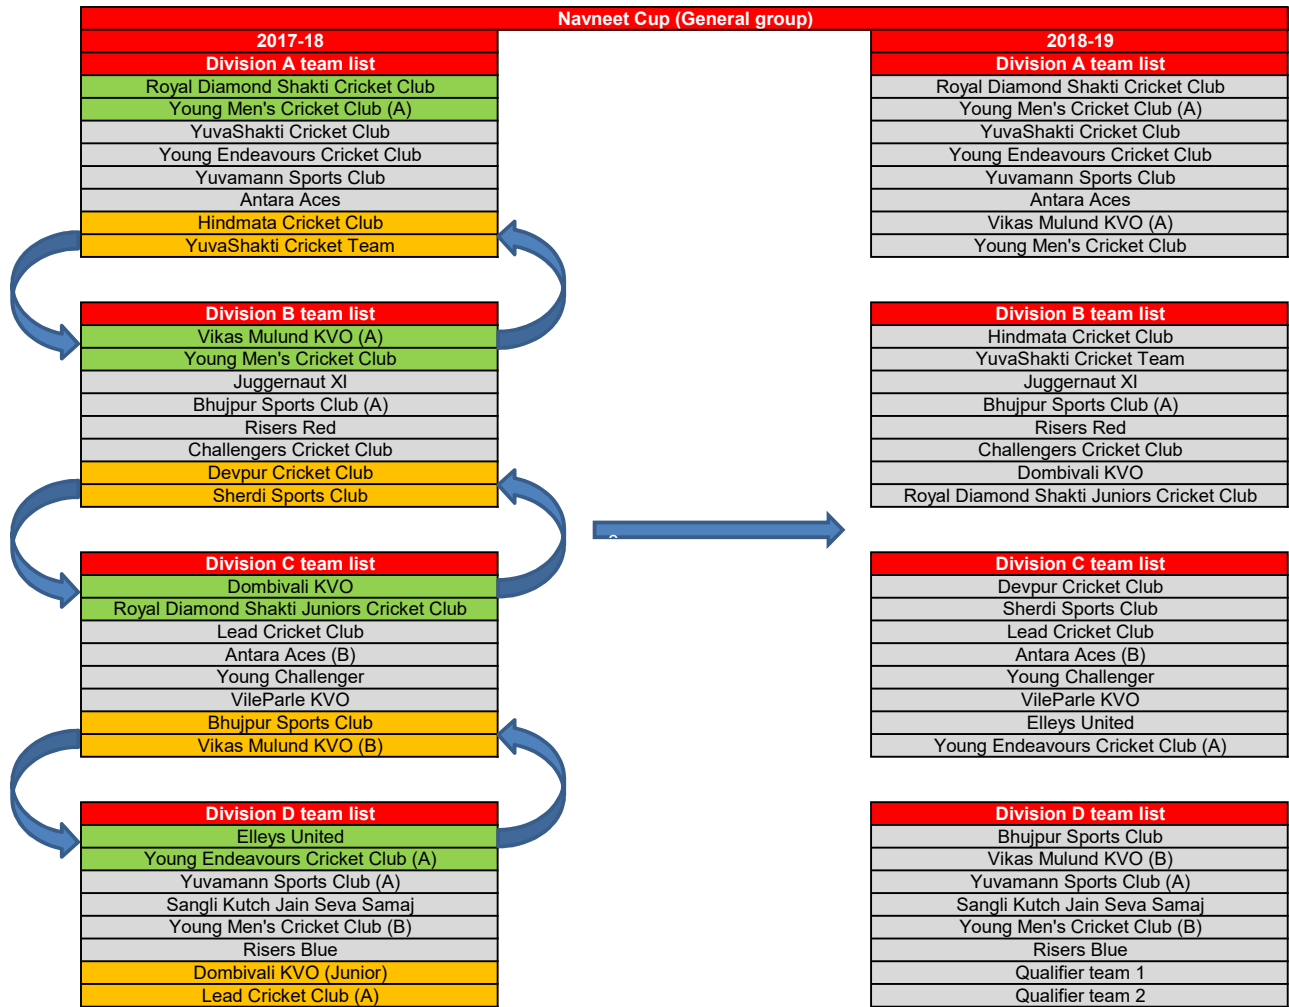 Navneet Cup (General group)
2017-18
Division A team list
Royal Diamond Shakti Cricket Club
Young Men's Cricket Club (A)
YuvaShakti Cricket Club
Young Endeavours Cricket Club
Yuvamann Sports Club
Antara Aces
Hindmata Cricket Club
YuvaShakti Cricket Team
Division B team list
Vikas Mulund KVO (A)
Young Men's Cricket Club
Juggernaut XI
Bhujpur Sports Club (A)
Risers Red
Challengers Cricket Club
Devpur Cricket Club
Sherdi Sports Club
Division C team list
Dombivali KVO
Royal Diamond Shakti Juniors Cricket Club
Lead Cricket Club
Antara Aces (B)
Young Challenger
VileParle KVO
Bhujpur Sports Club
Vikas Mulund KVO (B)
Division D team list
Elleys United
Young Endeavours Cricket Club (A)
Yuvamann Sports Club (A)
Sangli Kutch Jain Seva Samaj
Young Men's Cricket Club (B)
Risers Blue
Dombivali KVO (Junior)
Lead Cricket Club (A)
2018-19
Division A team list
Royal Diamond Shakti Cricket Club
Young Men's Cricket Club (A)
YuvaShakti Cricket Club
Young Endeavours Cricket Club
Yuvamann Sports Club
Antara Aces
Vikas Mulund KVO (A)
Young Men's Cricket Club
Division B team list
Hindmata Cricket Club
YuvaShakti Cricket Team
Juggernaut XI
Bhujpur Sports Club (A)
Risers Red
Challengers Cricket Club
Dombivali KVO
Royal Diamond Shakti Juniors Cricket Club
Division C team list
Devpur Cricket Club
Sherdi Sports Club
Lead Cricket Club
Antara Aces (B)
Young Challenger
VileParle KVO
Elleys United
Young Endeavours Cricket Club (A)
Division D team list
Bhujpur Sports Club
Vikas Mulund KVO (B)
Yuvamann Sports Club (A)
Sangli Kutch Jain Seva Samaj
Young Men's Cricket Club (B)
Risers Blue
Qualifier team 1
Qualifier team 2